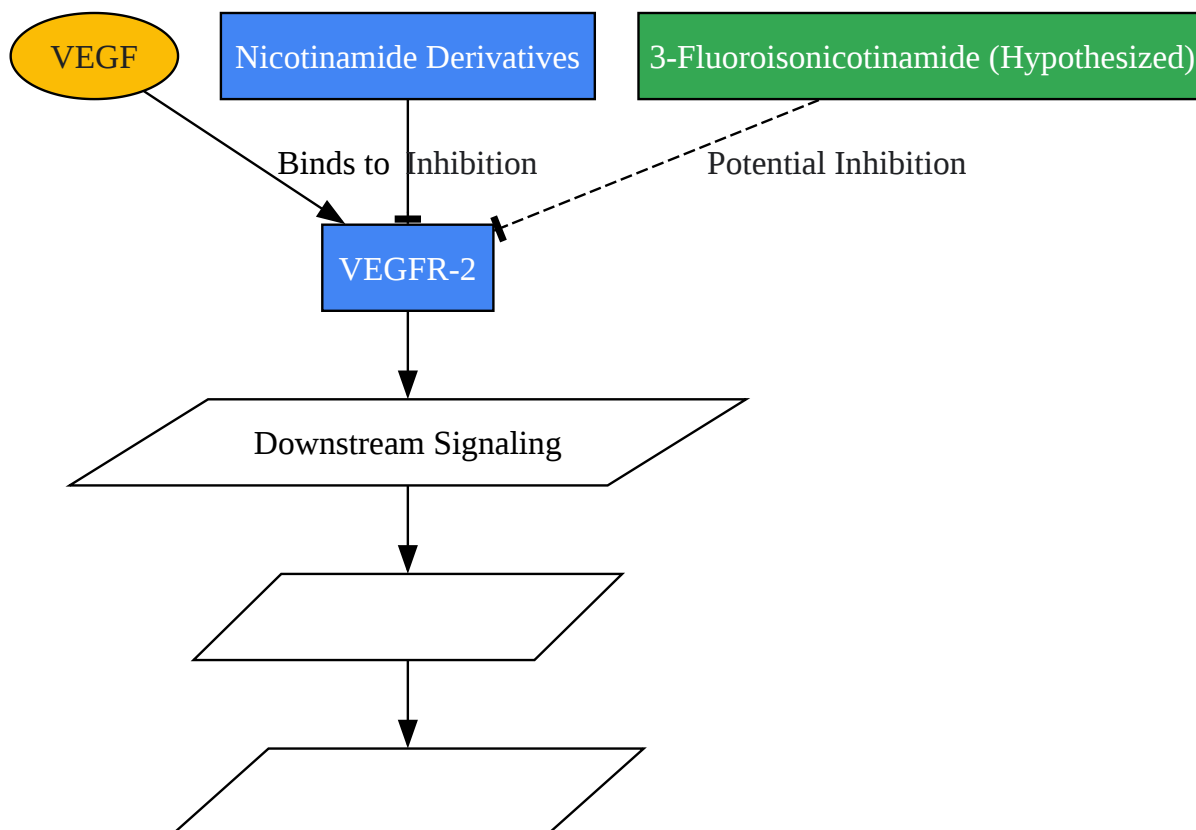 VEGF
Nicotinamide Derivatives
3-Fluoroisonicotinamide (Hypothesized)
Binds to
Inhibition
Potential Inhibition
VEGFR-2
Downstream Signaling